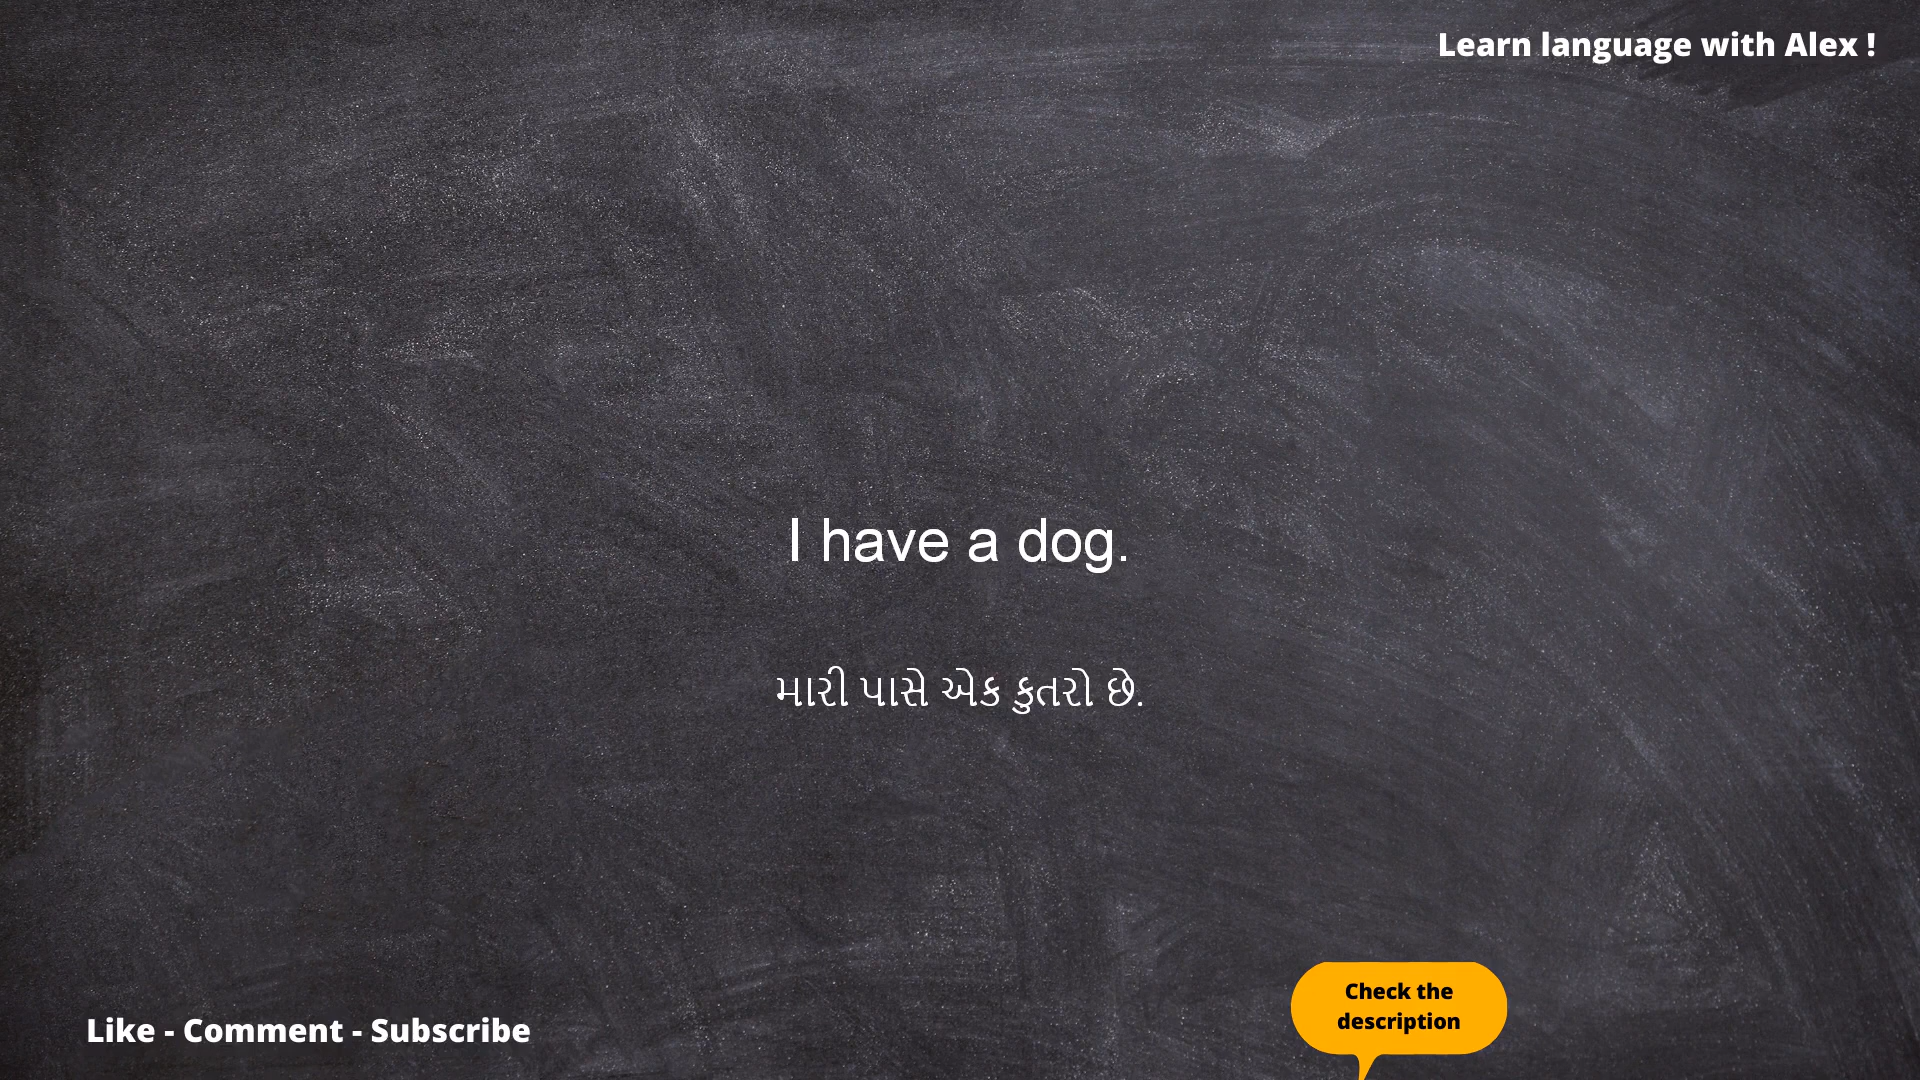 Learn language with Alex !
I have a dog.
મારી પાસે એક કુતરો છે.
Check the
description
Like - Comment - Subscribe